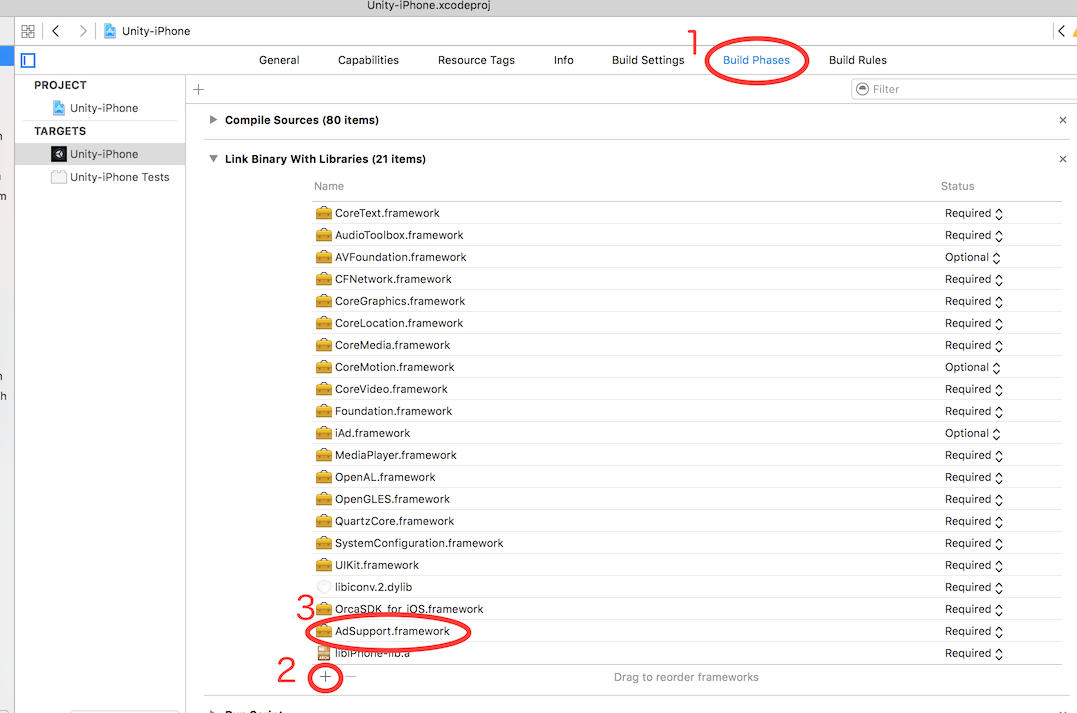 Unity-iPhone.xcodeproj
Unity-iPhone
1
General Capabilities Resource Tags Info Build Settings Build Phases Build Rules
PROJECT
Unity-iPhone
TARGETS
Unity-iPhone
Unity-iPhone Tests
Filter
Compile Sources (80 items)
Link Binary With Libraries (21 items)
Name Status
CoreText.framework Required
AudioToolbox.framework Required
AVFoundation.framework Optional
CFNetwork.framework Required
CoreGraphics.framework Required
CoreLocation.framework Required
CoreMedia.framework Required
CoreMotion.framework Optional
CoreVideo.framework Required
Foundation.framework Required
iAd.framework Optional
MediaPlayer.framework Required
OpenAL.framework Required
OpenGLES.framework Required
QuartzCore.framework Required
SystemConfiguration.framework Required
UIKit.framework Required
libiconv.2.dylib Required
3
OrcaSDK_for_iOS.framework Required
AdSupport.framework Required
libiPhone-lib.a Required
2
+ Drag to reorder frameworks